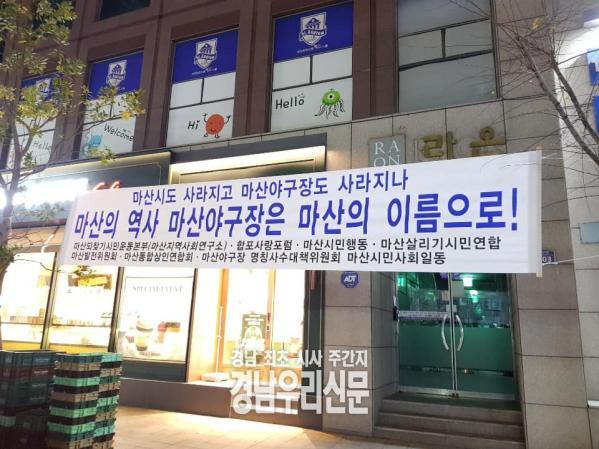 Hello
Welcome
Hi
Hello
RA
ON
라온
마산시도 사라지고 마산야구장도 사라지나
마산의 역사 마산야구장은 마산의 이름으로!
마산되찾기시민운동본부(마산지역사회연구소)·합포사랑포럼·마산시민행동·마산살리기시민연합
마산발전위원회·마산통합상인연합회·마산야구장 명칭사수대책위원회 마산시민사회일동
SPECIAL EVENT
ADT
경남 최초 시사 주간지
경남우리신문